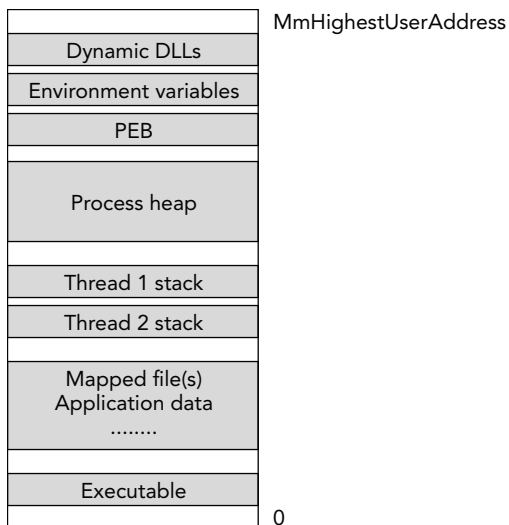 MmHighestUserAddress
Dynamic DLLs
Environment variables
PEB
Process heap
Thread 1 stack
Thread 2 stack
Mapped file(s)
Application data
........
Executable
0